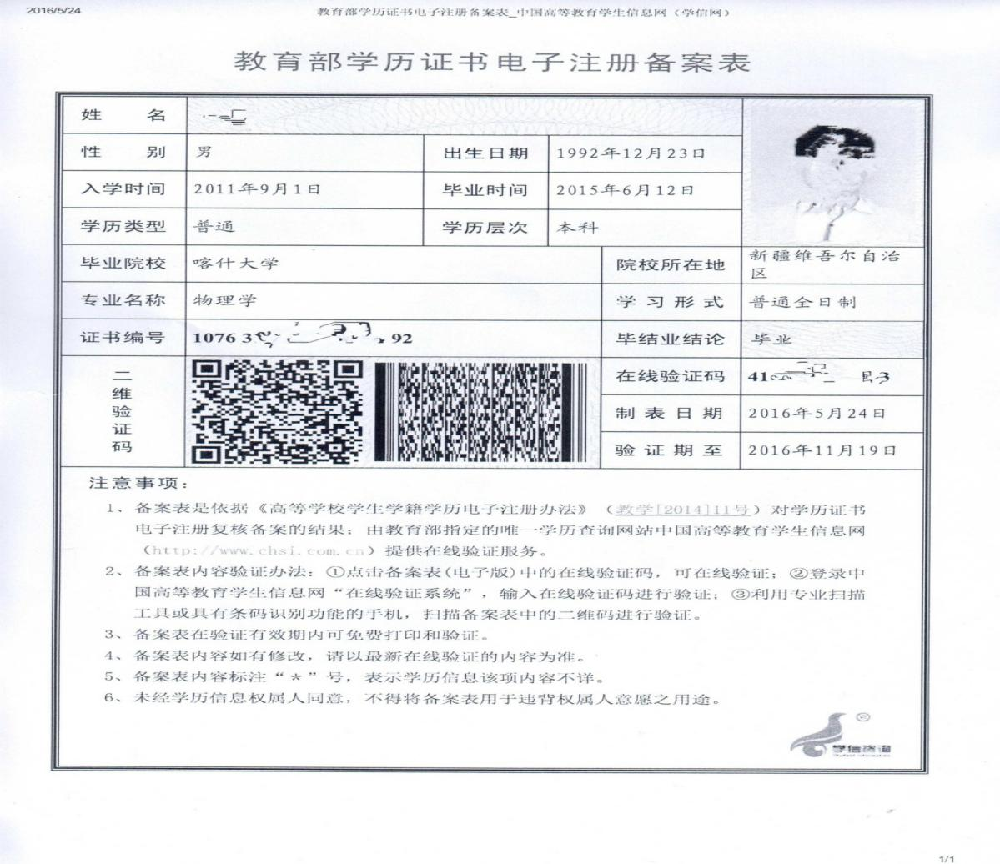 2016/5/24 教育部学历证书电子注册备案表_中国高等教育学生信息网（学信网）
教育部学历证书电子注册备案表
姓 名
性 别 男 出生日期 1992年12月23日
入学时间 2011年9月1日 毕业时间 2015年6月12日
学历类型 普通 学历层次 本科
毕业院校 喀什大学 院校所在地 新疆维吾尔自治
区
专业名称 物理学 学习形式 普通全日制
证书编号 1076 3 92 毕结业结论 毕业
二维验证码 在线验证码 41
制表日期 2016年5月24日
验证期至 2016年11月19日
注意事项：
1、备案表是依据《高等学校学生学籍学历电子注册办法》（教学[2014]11号）对学历证书
电子注册复核备案的结果；由教育部指定的唯一学历查询网站中国高等教育学生信息网
（http://www.chsi.com.cn）提供在线验证服务。
2、备案表内容验证办法：①点击备案表(电子版)中的在线验证码，可在线验证；②登录中
国高等教育学生信息网“在线验证系统”，输入在线验证码进行验证；③利用专业扫描
工具或具有条码识别功能的手机，扫描备案表中的二维码进行验证。
3、备案表在验证有效期内可免费打印和验证。
4、备案表内容如有修改，请以最新在线验证的内容为准。
5、备案表内容标注“*”号，表示学历信息该项内容不详。
6、未经学历信息权属人同意，不得将备案表用于违背权属人意愿之用途。
®
学信咨询
1/1